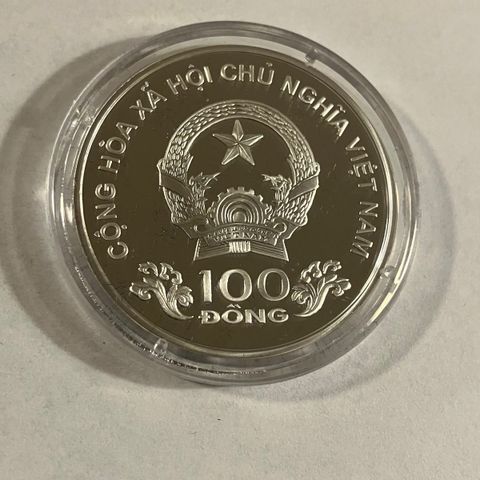 CỘNG HÒA XÃ HỘI CHỦ NGHĨA VIỆT NAM
100
ĐỒNG